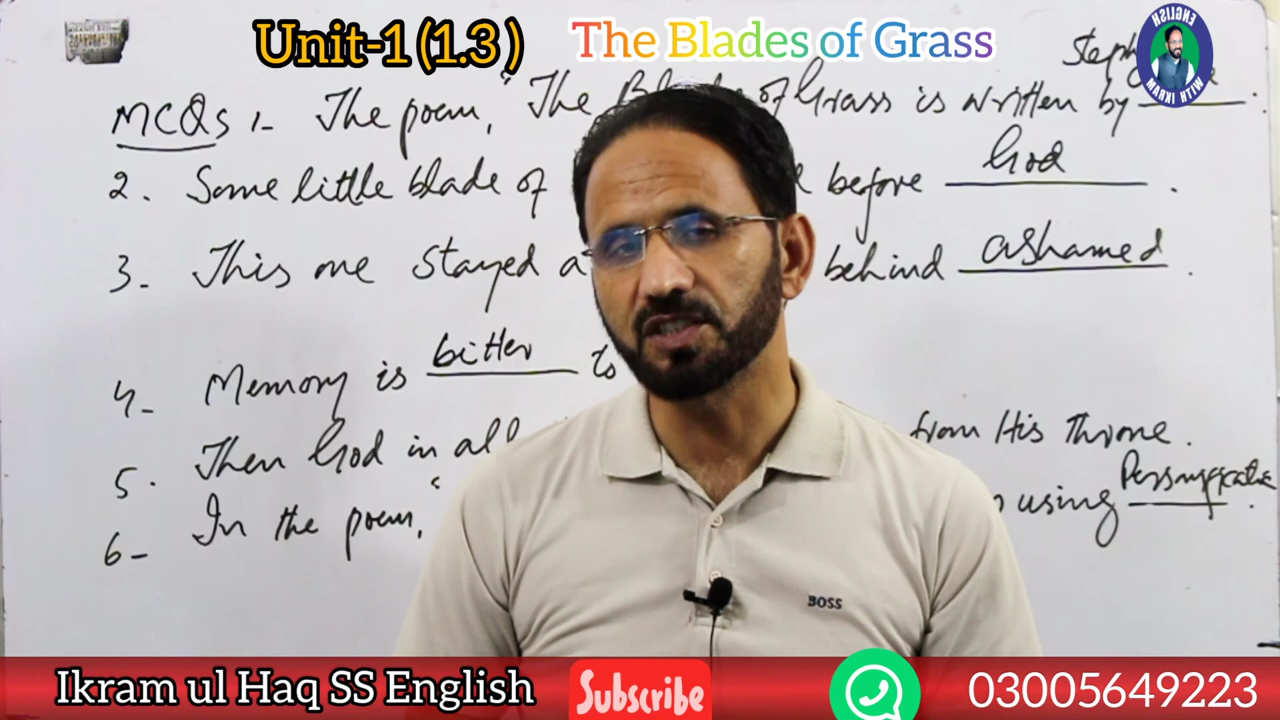 Unit-1 (1.3) The Blades of Grass
ENGLISH WITH IKRAM
MCQs 1- The poem, "The of Grass is written by
2. Some little blade of before God.
3- This one stayed behind ashamed.
4- Memory is bitter to
5. Then God in all from His Throne.
6- In the poem, " using
BOSS
Ikram ul Haq SS English Subscribe 03005649223